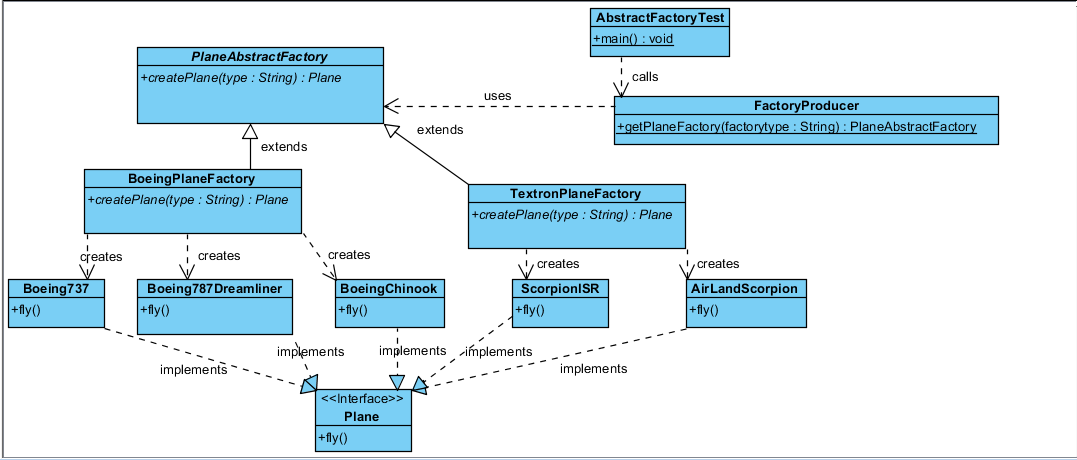 AbstractFactoryTest
+main() : void
calls
PlaneAbstractFactory
+createPlane(type : String) : Plane
uses
FactoryProducer
+getPlaneFactory(factorytype : String) : PlaneAbstractFactory
extends
extends
BoeingPlaneFactory
+createPlane(type : String) : Plane
TextronPlaneFactory
+createPlane(type : String) : Plane
creates
creates
creates
creates
creates
Boeing737
+fly()
Boeing787Dreamliner
+fly()
BoeingChinook
+fly()
ScorpionISR
+fly()
AirLandScorpion
+fly()
implements
implements
implements
implements
implements
<<Interface>>
Plane
+fly()